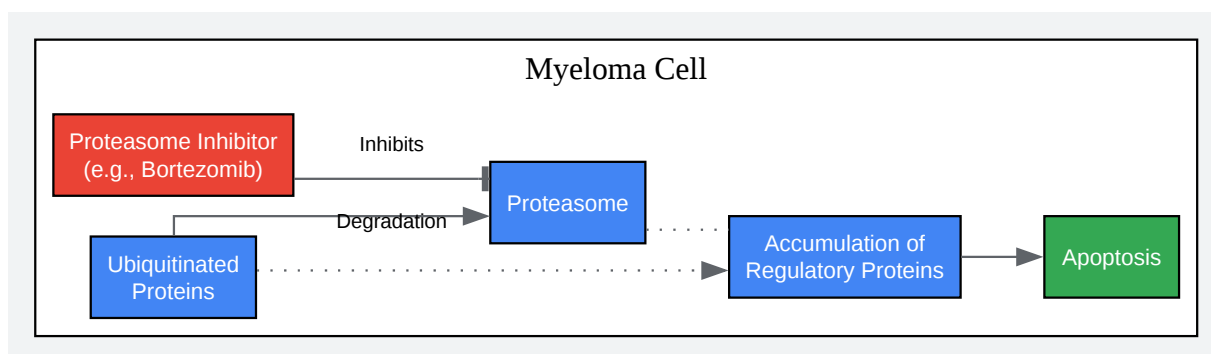 Myeloma Cell
Proteasome Inhibitor
(e.g., Bortezomib)
Inhibits
Proteasome
Degradation
Ubiquitinated
Proteins
Accumulation of
Regulatory Proteins
Apoptosis